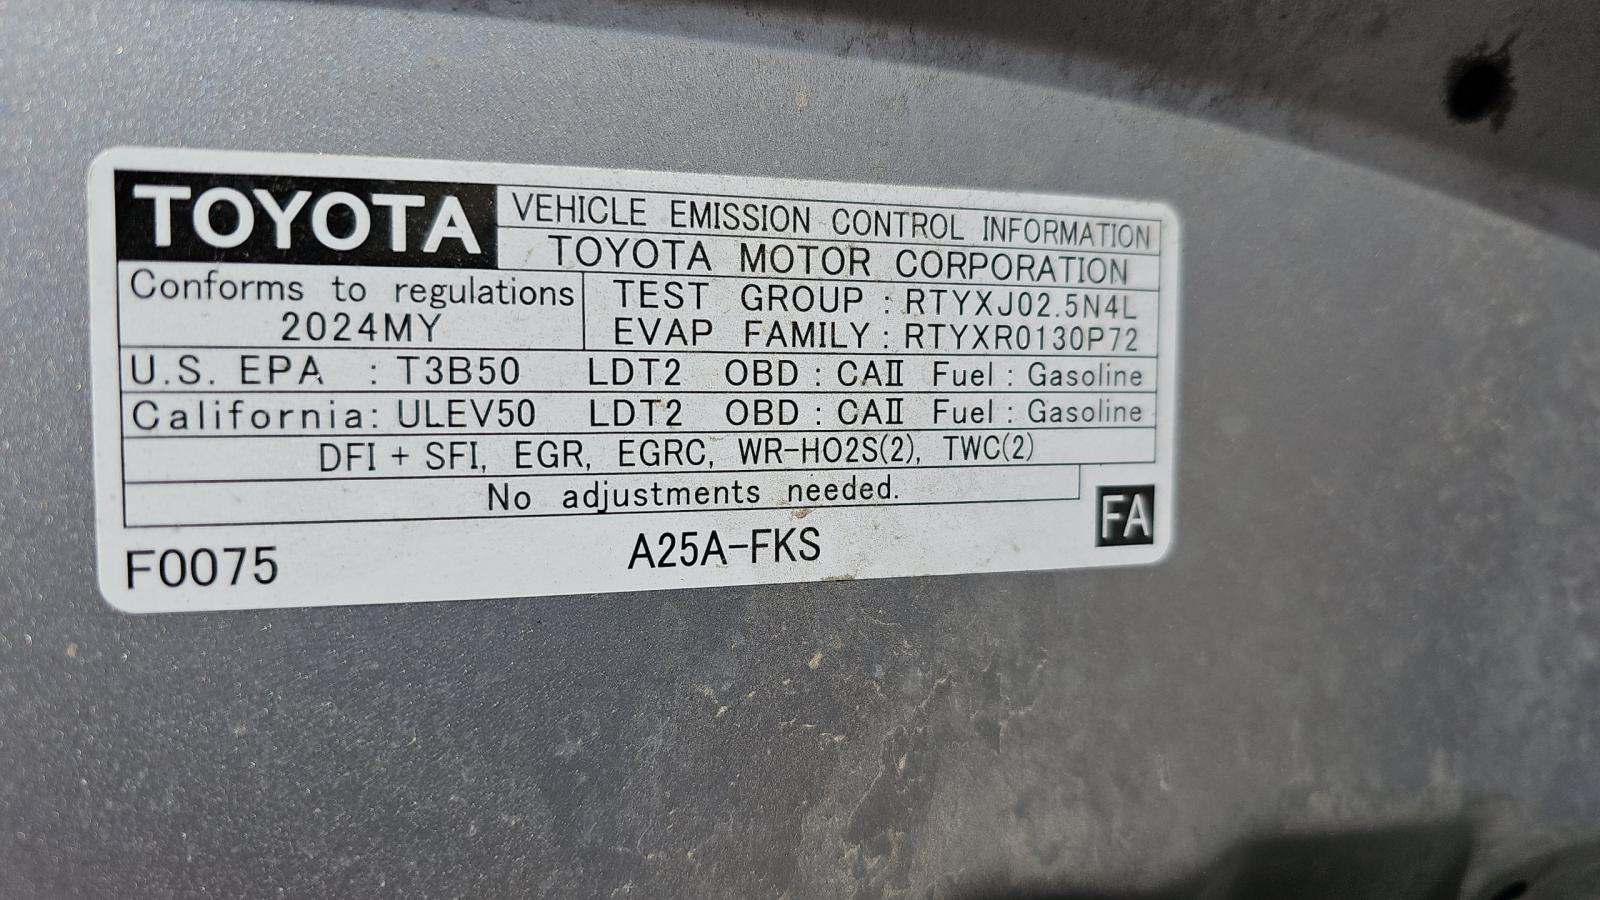 TOYOTA VEHICLE EMISSION CONTROL INFORMATION
TOYOTA MOTOR CORPORATION
Conforms to regulations
2024MY
TEST GROUP : RTYXJ02.5N4L
EVAP FAMILY : RTYXR0130P72
U.S. EPA : T3B50 LDT2 OBD : CAⅡ Fuel : Gasoline
California: ULEV50 LDT2 OBD : CAⅡ Fuel : Gasoline
DFI + SFI, EGR, EGRC, WR-HO2S(2), TWC(2)
No adjustments needed.
FA
F0075 A25A-FKS